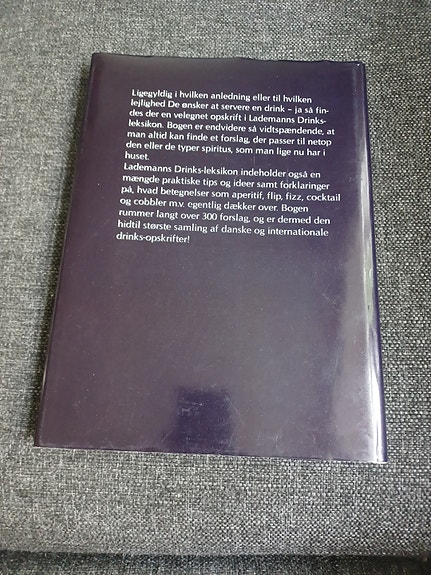 Ligegyldig i hvilken anledning eller til hvilken
lejlighed De ønsker at servere en drink – ja så fin-
des der en velegnet opskrift i Lademanns Drinks-
leksikon. Bogen er endvidere så vidtspændende, at
man altid kan finde et forslag, der passer til netop
den eller de typer spiritus, som man lige nu har i
huset.
Lademanns Drinks-leksikon indeholder også en
mængde praktiske tips og ideer samt forklaringer
på, hvad betegnelser som aperitif, flip, fizz, cocktail
og cobbler m.v. egentlig dækker over. Bogen
rummer langt over 300 forslag, og er dermed den
hidtil største samling af danske og internationale
drinks-opskrifter!